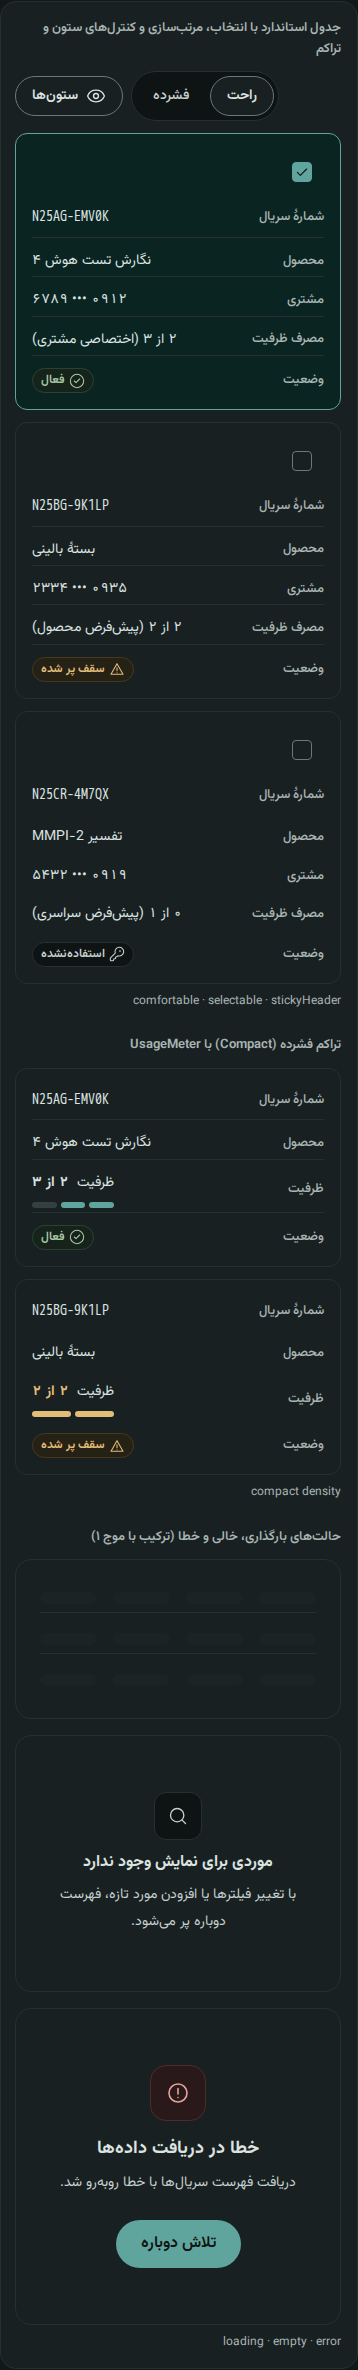 جدول استاندارد با انتخاب، مرتب‌سازی و کنترل‌های ستون و
تراکم
راحت
فشرده
ستون‌ها
شمارهٔ سریال N25AG-EMV0K
محصول نگارش تست هوش ۴
مشتری ۰۹۱۲ ••• ۶۷۸۹
مصرف ظرفیت ۲ از ۳ (اختصاصی مشتری)
وضعیت فعال
شمارهٔ سریال N25BG-9K1LP
محصول بستهٔ بالینی
مشتری ۰۹۳۵ ••• ۲۳۳۴
مصرف ظرفیت ۲ از ۲ (پیش‌فرض محصول)
وضعیت سقف پر شده
شمارهٔ سریال N25CR-4M7QX
محصول تفسیر MMPI-2
مشتری ۰۹۱۹ ••• ۵۴۳۲
مصرف ظرفیت ۰ از ۱ (پیش‌فرض سراسری)
وضعیت استفاده‌نشده
comfortable · selectable · stickyHeader
تراکم فشرده (Compact) با UsageMeter
شمارهٔ سریال N25AG-EMV0K
محصول نگارش تست هوش ۴
ظرفیت ظرفیت ۲ از ۳
وضعیت فعال
شمارهٔ سریال N25BG-9K1LP
محصول بستهٔ بالینی
ظرفیت ظرفیت ۲ از ۲
وضعیت سقف پر شده
compact density
حالت‌های بارگذاری، خالی و خطا (ترکیب با موج ۱)
موردی برای نمایش وجود ندارد
با تغییر فیلترها یا افزودن مورد تازه، فهرست
دوباره پر می‌شود.
خطا در دریافت داده‌ها
دریافت فهرست سریال‌ها با خطا روبه‌رو شد.
تلاش دوباره
loading · empty · error